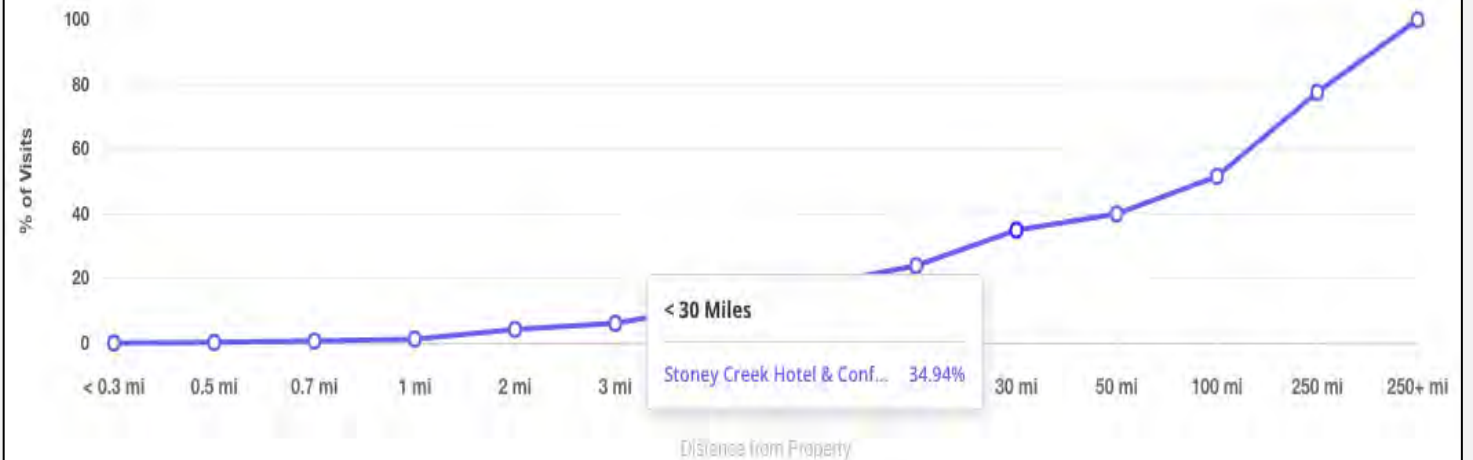 100
80
60
40
20
0
% of Visits
< 30 Miles
Stoney Creek Hotel & Conf... 34.94%
< 0.3 mi 0.5 mi 0.7 mi 1 mi 2 mi 3 mi 30 mi 50 mi 100 mi 250 mi 250+ mi
Distance from Property